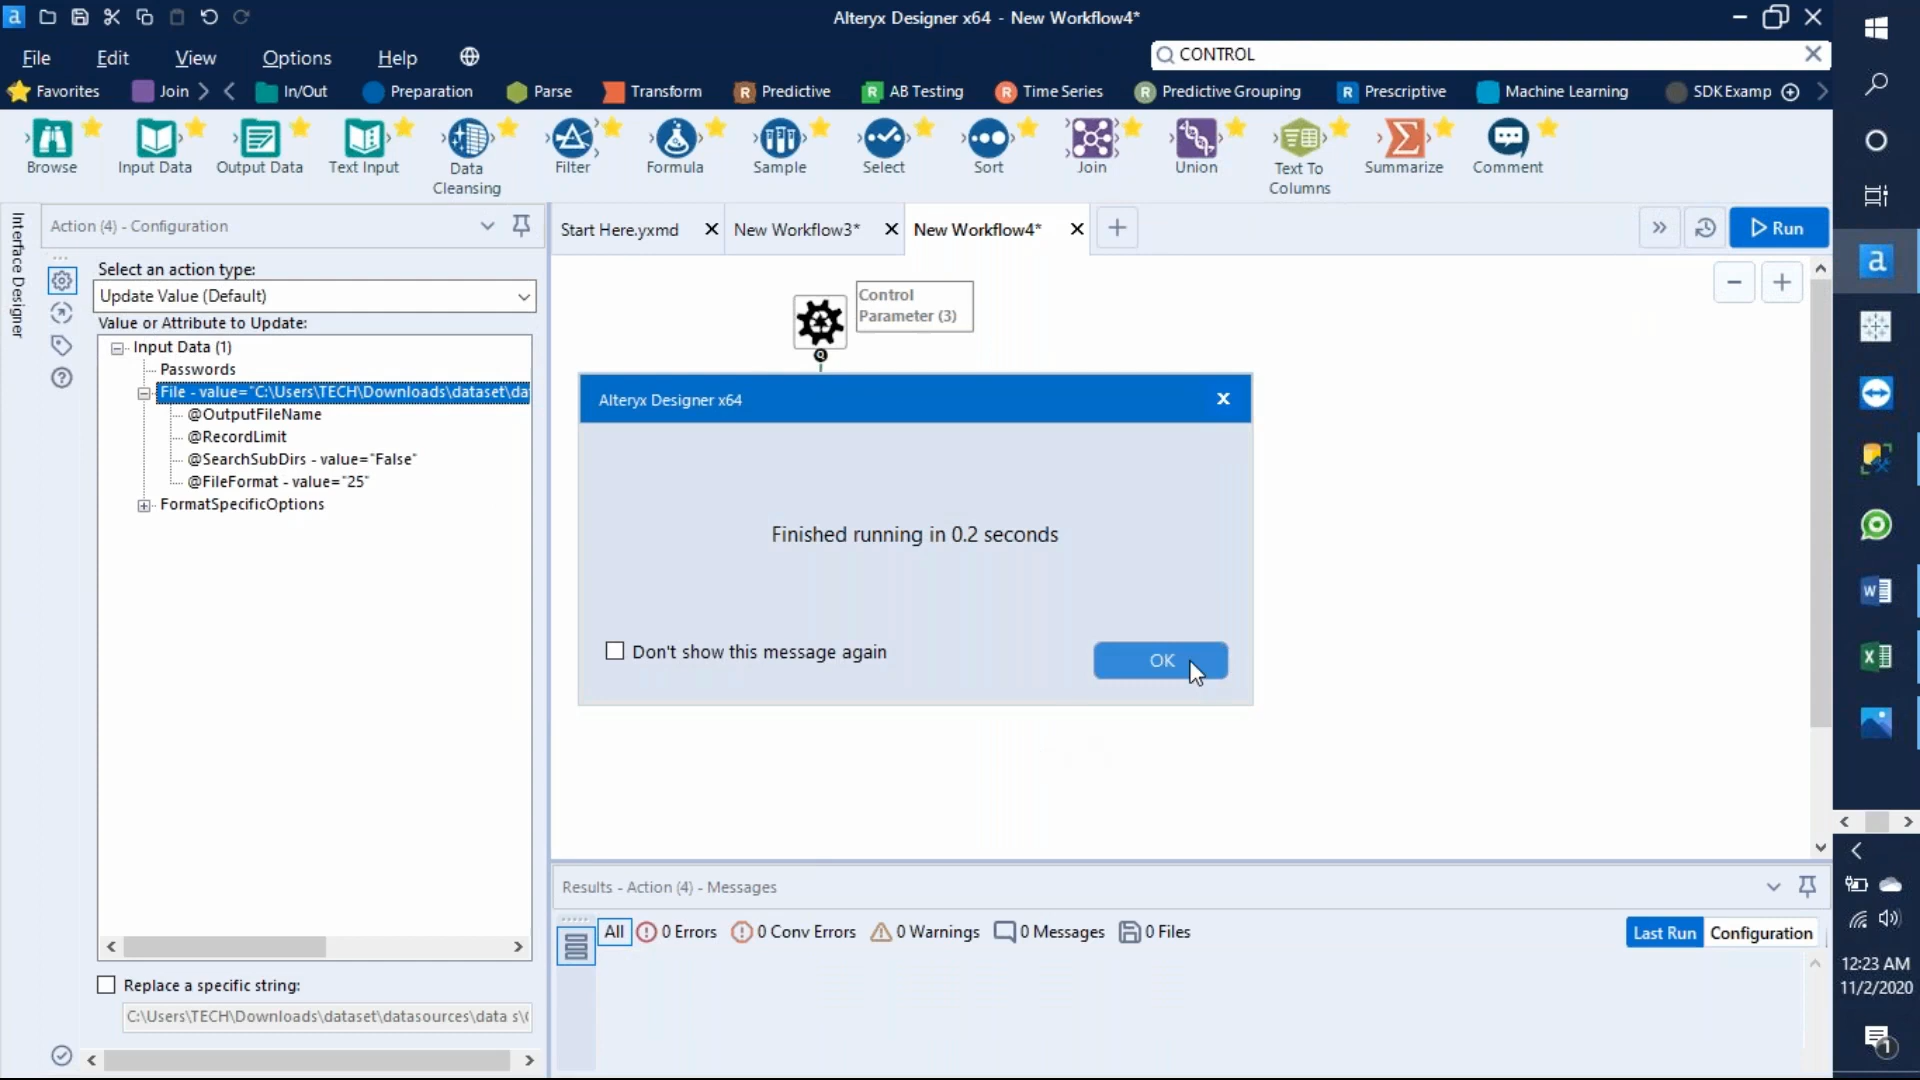 Alteryx Designer x64 - New Workflow4*
File Edit View Options Help
CONTROL
Favorites Join In/Out Preparation Parse Transform Predictive AB Testing Time Series Predictive Grouping Prescriptive Machine Learning SDKExamp
Browse Input Data Output Data Text Input Data Cleansing Filter Formula Sample Select Sort Join Union Text To Columns Summarize Comment
Interface Designer
Action (4) - Configuration
Select an action type:
Update Value (Default)
Value or Attribute to Update:
Input Data (1)
Passwords
File - value="C:\Users\TECH\Downloads\dataset\da
@OutputFileName
@RecordLimit
@SearchSubDirs - value="False"
@FileFormat - value="25"
FormatSpecificOptions
Replace a specific string:
C:\Users\TECH\Downloads\dataset\datasources\data s\
Start Here.yxmd New Workflow3* New Workflow4*
Run
Control
Parameter (3)
Alteryx Designer x64
Finished running in 0.2 seconds
Don't show this message again
OK
Results - Action (4) - Messages
All 0 Errors 0 Conv Errors 0 Warnings 0 Messages 0 Files
Last Run Configuration
12:23 AM
11/2/2020
1